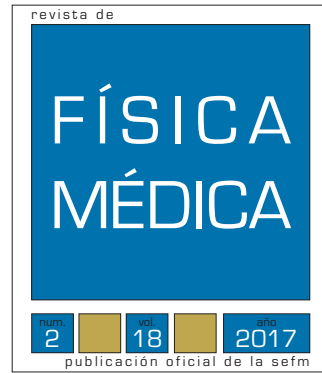 revista de
FÍSICA
MÉDICA
num. vol. año
2 18 2017
publicación oficial de la sefm